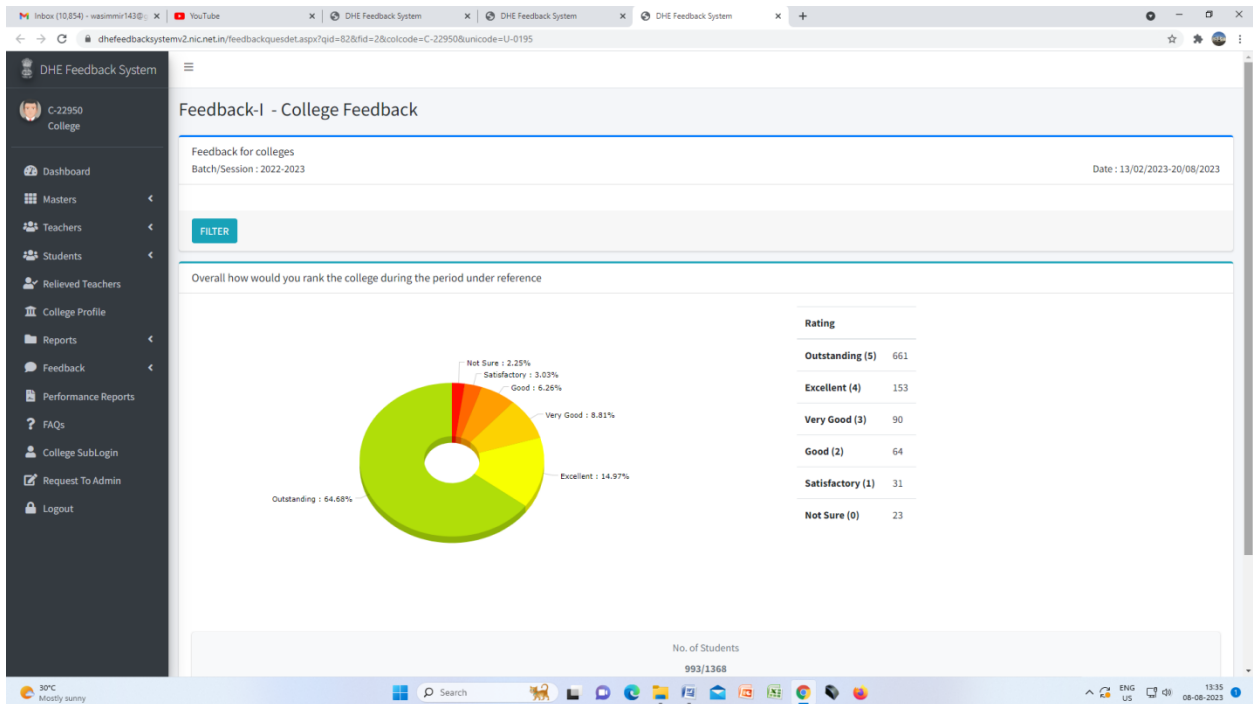 Inbox (10,854) - wasimmir143@g
YouTube
DHE Feedback System
DHE Feedback System
DHE Feedback System
dhefeedbacksystemv2.nic.net.in/feedbackquesdet.aspx?qid=82&fid=2&colcode=C-22950&unicode=U-0195
DHE Feedback System
C-22950
College
Dashboard
Masters
Teachers
Students
Relieved Teachers
College Profile
Reports
Feedback
Performance Reports
FAQs
College SubLogin
Request To Admin
Logout
Feedback-I - College Feedback
Feedback for colleges
Batch/Session : 2022-2023
Date : 13/02/2023-20/08/2023
FILTER
Overall how would you rank the college during the period under reference
Not Sure : 2.25%
Satisfactory : 3.03%
Good : 6.26%
Very Good : 8.81%
Excellent : 14.97%
Outstanding : 64.68%
Rating
Outstanding (5) 661
Excellent (4) 153
Very Good (3) 90
Good (2) 64
Satisfactory (1) 31
Not Sure (0) 23
No. of Students
993/1368
30°C
Mostly sunny
Search
ENG
US
13:35
08-08-2023